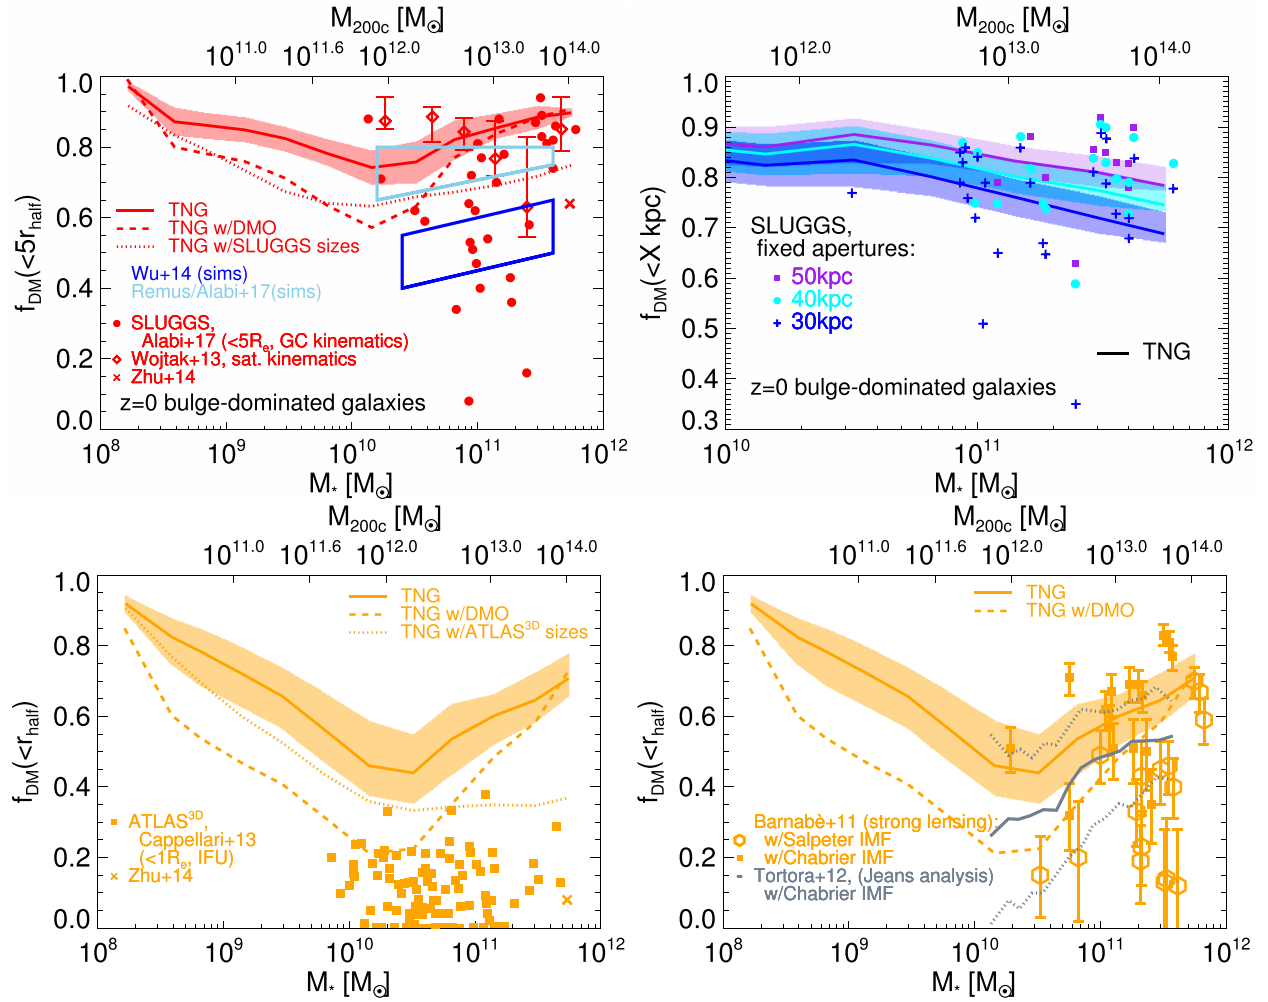 M200c [M⊙]
10^11.0 10^11.6 10^12.0 10^13.0 10^14.0
1.0
0.8
0.6
0.4
0.2
0.0
fDM(<5rhalf)
TNG
TNG w/DMO
TNG w/SLUGGS sizes
Wu+14 (sims)
Remus/Alabi+17(sims)
SLUGGS,
Alabi+17 (<5Re, GC kinematics)
Wojtak+13, sat. kinematics
Zhu+14
z=0 bulge-dominated galaxies
10^8 10^9 10^10 10^11 10^12
M* [M⊙]
M200c [M⊙]
10^12.0 10^13.0 10^14.0
1.0
0.9
0.8
0.7
0.6
0.5
0.4
0.3
fDM(<X kpc)
SLUGGS,
fixed apertures:
50kpc
40kpc
30kpc
TNG
z=0 bulge-dominated galaxies
10^10 10^11 10^12
M* [M⊙]
M200c [M⊙]
10^11.0 10^11.6 10^12.0 10^13.0 10^14.0
1.0
0.8
0.6
0.4
0.2
0.0
fDM(<rhalf)
TNG
TNG w/DMO
TNG w/ATLAS3D sizes
ATLAS3D,
Cappellari+13
(<1Re, IFU)
Zhu+14
10^8 10^9 10^10 10^11 10^12
M* [M⊙]
M200c [M⊙]
10^11.0 10^11.6 10^12.0 10^13.0 10^14.0
1.0
0.8
0.6
0.4
0.2
0.0
fDM(<rhalf)
TNG
TNG w/DMO
Barnabè+11 (strong lensing):
w/Salpeter IMF
w/Chabrier IMF
Tortora+12, (Jeans analysis)
w/Chabrier IMF
10^8 10^9 10^10 10^11 10^12
M* [M⊙]